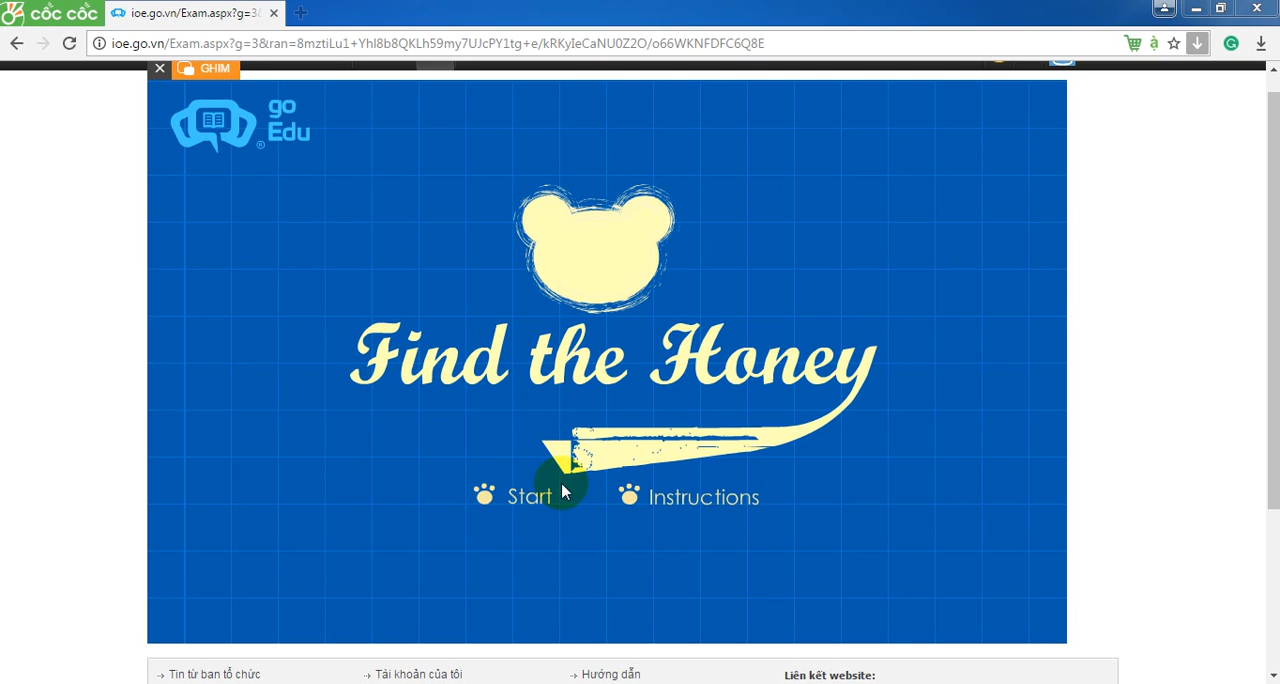 cốc cốc
ioe.go.vn/Exam.aspx?g=3&
ioe.go.vn/Exam.aspx?g=3&tran=8mztiLu1+Yhl8b8QKLh59my7UJcPY1tg+e/kRKyIeCaNU0Z2O/o66WKNFDFC6Q8E
GHIM
go
Edu
Find the Honey
Start
Instructions
Tin từ ban tổ chức
Tài khoản của tôi
Hướng dẫn
Liên kết website: